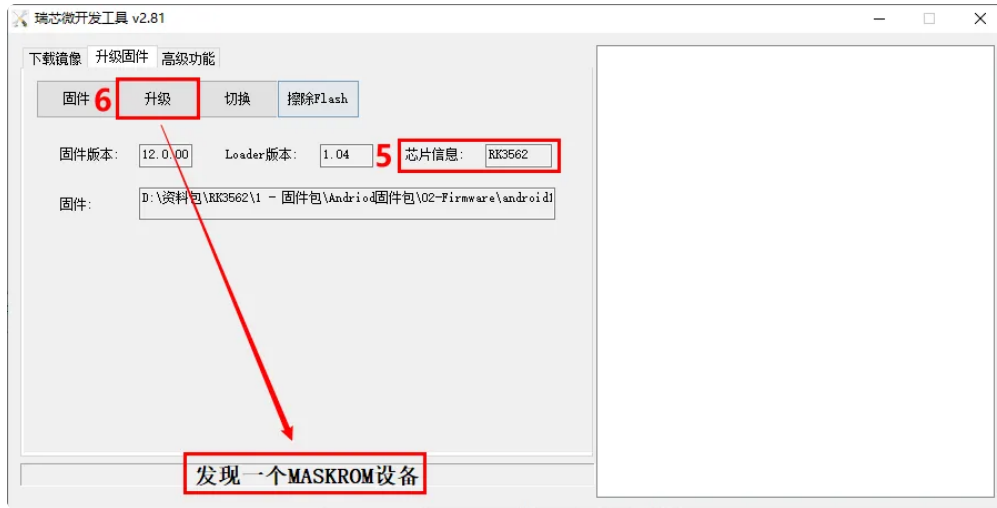 瑞芯微开发工具 v2.81
下载镜像 升级固件 高级功能
固件 6 升级 切换 擦除Flash
固件版本: 12.0.00 Loader版本: 1.04 5 芯片信息: RK3562
固件: D:\资料包\RK3562\1 - 固件包\Andriod固件包\02-Firmware\android1
发现一个MASKROM设备